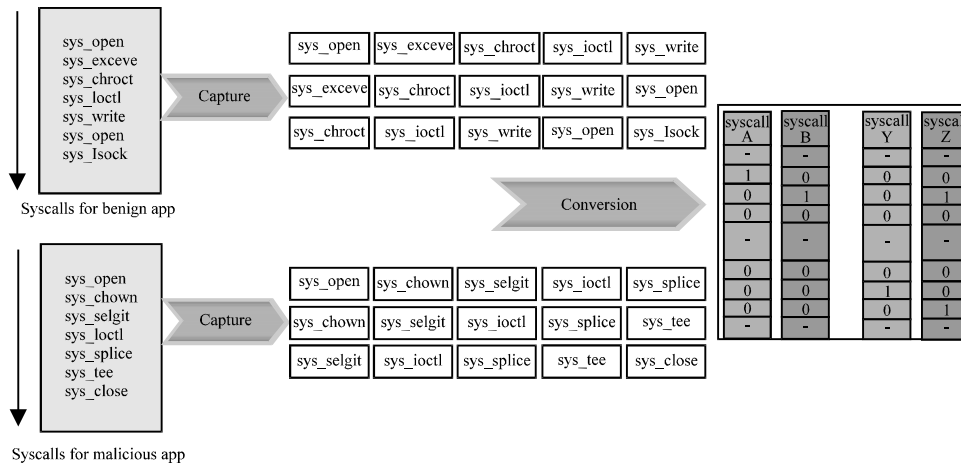 sys_open
sys_exceve
sys_chroct
sys_loctl
sys_write
sys_open
sys_Isock
Syscalls for benign app
Capture
sys_open sys_exceve sys_chroct sys_ioctl sys_write
sys_exceve sys_chroct sys_ioctl sys_write sys_open
sys_chroct sys_ioctl sys_write sys_open sys_Isock
Conversion
sys_open
sys_chown
sys_selgit
sys_loctl
sys_splice
sys_tee
sys_close
Syscalls for malicious app
Capture
sys_open sys_chown sys_selgit sys_ioctl sys_splice
sys_chown sys_selgit sys_ioctl sys_splice sys_tee
sys_selgit sys_ioctl sys_splice sys_tee sys_close
syscall syscall syscall syscall
A B Y Z
- - - -
1 0 0 0
0 1 0 1
0 0 0 0
- - - -
0 0 0 0
0 0 1 0
0 0 0 1
- - - -